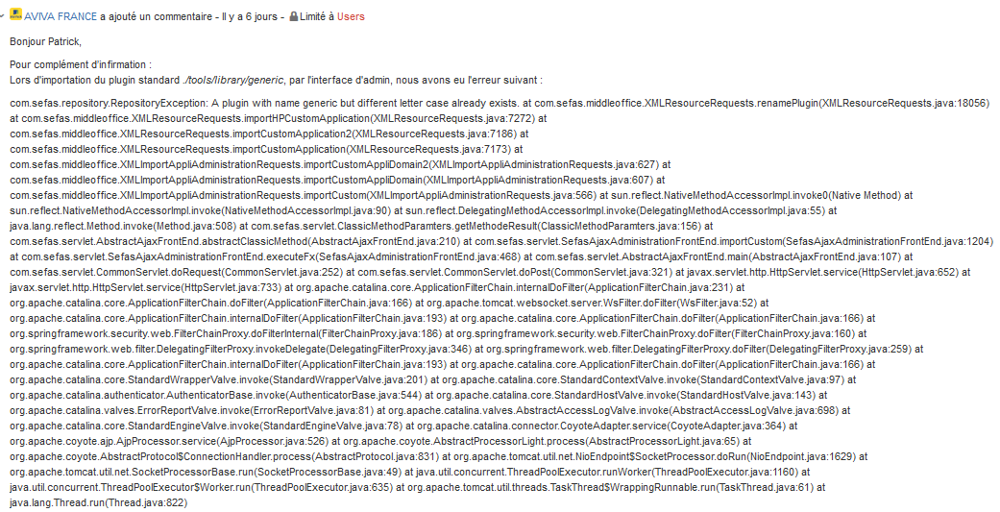 AVIVA FRANCE a ajouté un commentaire - Il y a 6 jours - Limité à Users
Bonjour Patrick,
Pour complément d'infirmation :
Lors d'importation du plugin standard ./tools/library/generic, par l'interface d'admin, nous avons eu l'erreur suivant :
com.sefas.repository.RepositoryException: A plugin with name generic but different letter case already exists. at com.sefas.middleoffice.XMLResourceRequests.renamePlugin(XMLResourceRequests.java:18056)
at com.sefas.middleoffice.XMLResourceRequests.importHPCustomApplication(XMLResourceRequests.java:7272) at
com.sefas.middleoffice.XMLResourceRequests.importCustomApplication2(XMLResourceRequests.java:7186) at
com.sefas.middleoffice.XMLResourceRequests.importCustomApplication(XMLResourceRequests.java:7173) at
com.sefas.middleoffice.XMLImportAppliAdministrationRequests.importCustomAppliDomain2(XMLImportAppliAdministrationRequests.java:627) at
com.sefas.middleoffice.XMLImportAppliAdministrationRequests.importCustomAppliDomain(XMLImportAppliAdministrationRequests.java:607) at
com.sefas.middleoffice.XMLImportAppliAdministrationRequests.importCustom(XMLImportAppliAdministrationRequests.java:566) at sun.reflect.NativeMethodAccessorImpl.invoke0(Native Method) at
sun.reflect.NativeMethodAccessorImpl.invoke(NativeMethodAccessorImpl.java:90) at sun.reflect.DelegatingMethodAccessorImpl.invoke(DelegatingMethodAccessorImpl.java:55) at
java.lang.reflect.Method.invoke(Method.java:508) at com.sefas.servlet.ClassicMethodParamters.getMethodeResult(ClassicMethodParamters.java:156) at
com.sefas.servlet.AbstractAjaxFrontEnd.abstractClassicMethod(AbstractAjaxFrontEnd.java:210) at com.sefas.servlet.SefasAjaxAdministrationFrontEnd.importCustom(SefasAjaxAdministrationFrontEnd.java:1204)
at com.sefas.servlet.SefasAjaxAdministrationFrontEnd.executeFx(SefasAjaxAdministrationFrontEnd.java:468) at com.sefas.servlet.AbstractAjaxFrontEnd.main(AbstractAjaxFrontEnd.java:107) at
com.sefas.servlet.CommonServlet.doRequest(CommonServlet.java:252) at com.sefas.servlet.CommonServlet.doPost(CommonServlet.java:321) at javax.servlet.http.HttpServlet.service(HttpServlet.java:652) at
javax.servlet.http.HttpServlet.service(HttpServlet.java:733) at org.apache.catalina.core.ApplicationFilterChain.internalDoFilter(ApplicationFilterChain.java:231) at
org.apache.catalina.core.ApplicationFilterChain.doFilter(ApplicationFilterChain.java:166) at org.apache.tomcat.websocket.server.WsFilter.doFilter(WsFilter.java:52) at
org.apache.catalina.core.ApplicationFilterChain.internalDoFilter(ApplicationFilterChain.java:193) at org.apache.catalina.core.ApplicationFilterChain.doFilter(ApplicationFilterChain.java:166) at
org.springframework.security.web.FilterChainProxy.doFilterInternal(FilterChainProxy.java:186) at org.springframework.security.web.FilterChainProxy.doFilter(FilterChainProxy.java:160) at
org.springframework.web.filter.DelegatingFilterProxy.invokeDelegate(DelegatingFilterProxy.java:346) at org.springframework.web.filter.DelegatingFilterProxy.doFilter(DelegatingFilterProxy.java:259) at
org.apache.catalina.core.ApplicationFilterChain.internalDoFilter(ApplicationFilterChain.java:193) at org.apache.catalina.core.ApplicationFilterChain.doFilter(ApplicationFilterChain.java:166) at
org.apache.catalina.core.StandardWrapperValve.invoke(StandardWrapperValve.java:201) at org.apache.catalina.core.StandardContextValve.invoke(StandardContextValve.java:97) at
org.apache.catalina.authenticator.AuthenticatorBase.invoke(AuthenticatorBase.java:544) at org.apache.catalina.core.StandardHostValve.invoke(StandardHostValve.java:143) at
org.apache.catalina.valves.ErrorReportValve.invoke(ErrorReportValve.java:81) at org.apache.catalina.valves.AbstractAccessLogValve.invoke(AbstractAccessLogValve.java:698) at
org.apache.catalina.core.StandardEngineValve.invoke(StandardEngineValve.java:78) at org.apache.catalina.connector.CoyoteAdapter.service(CoyoteAdapter.java:364) at
org.apache.coyote.ajp.AjpProcessor.service(AjpProcessor.java:526) at org.apache.coyote.AbstractProcessorLight.process(AbstractProcessorLight.java:65) at
org.apache.coyote.AbstractProtocol$ConnectionHandler.process(AbstractProtocol.java:831) at org.apache.tomcat.util.net.NioEndpoint$SocketProcessor.doRun(NioEndpoint.java:1629) at
org.apache.tomcat.util.net.SocketProcessorBase.run(SocketProcessorBase.java:49) at java.util.concurrent.ThreadPoolExecutor.runWorker(ThreadPoolExecutor.java:1160) at
java.util.concurrent.ThreadPoolExecutor$Worker.run(ThreadPoolExecutor.java:635) at org.apache.tomcat.util.threads.TaskThread$WrappingRunnable.run(TaskThread.java:61) at
java.lang.Thread.run(Thread.java:822)